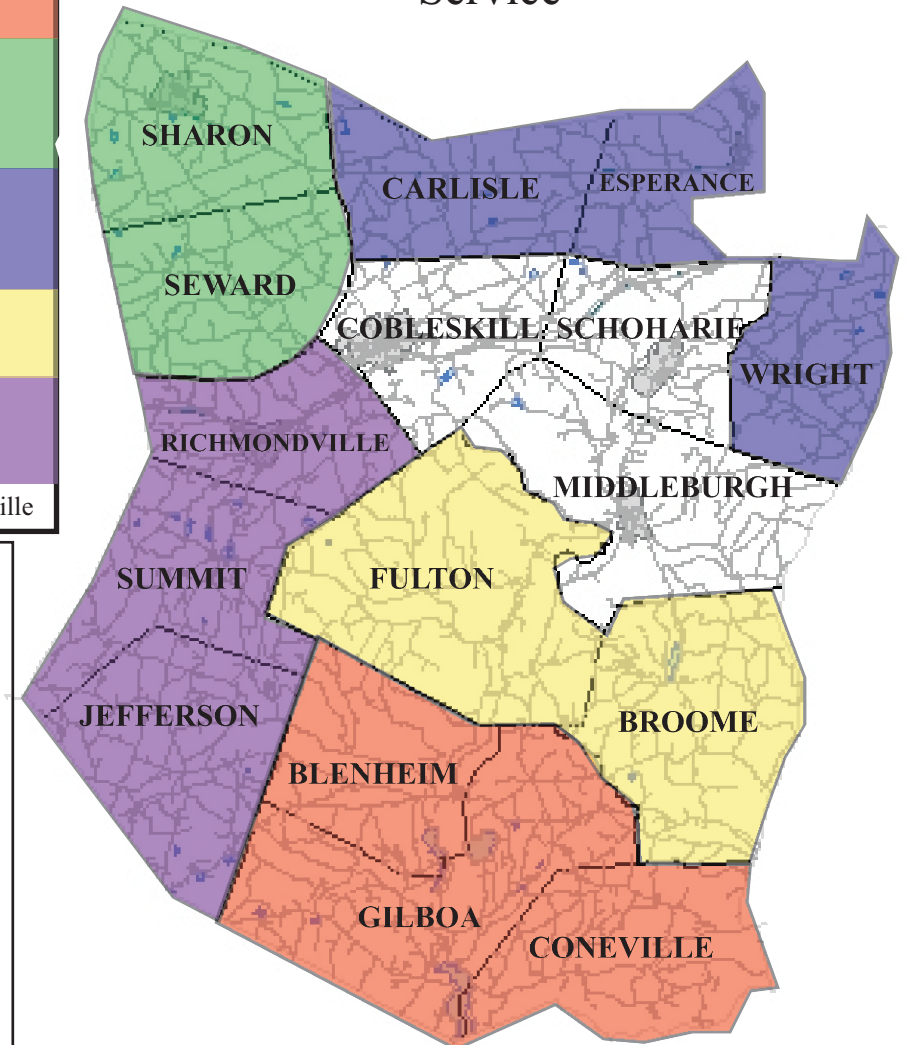 Service
SHARON
CARLISLE
ESPERANCE
SEWARD
COBLESKILL
SCHOHARIE
WRIGHT
RICHMONDVILLE
MIDDLEBURGH
ille
SUMMIT
FULTON
JEFFERSON
BROOME
BLENHEIM
GILBOA
CONEVILLE